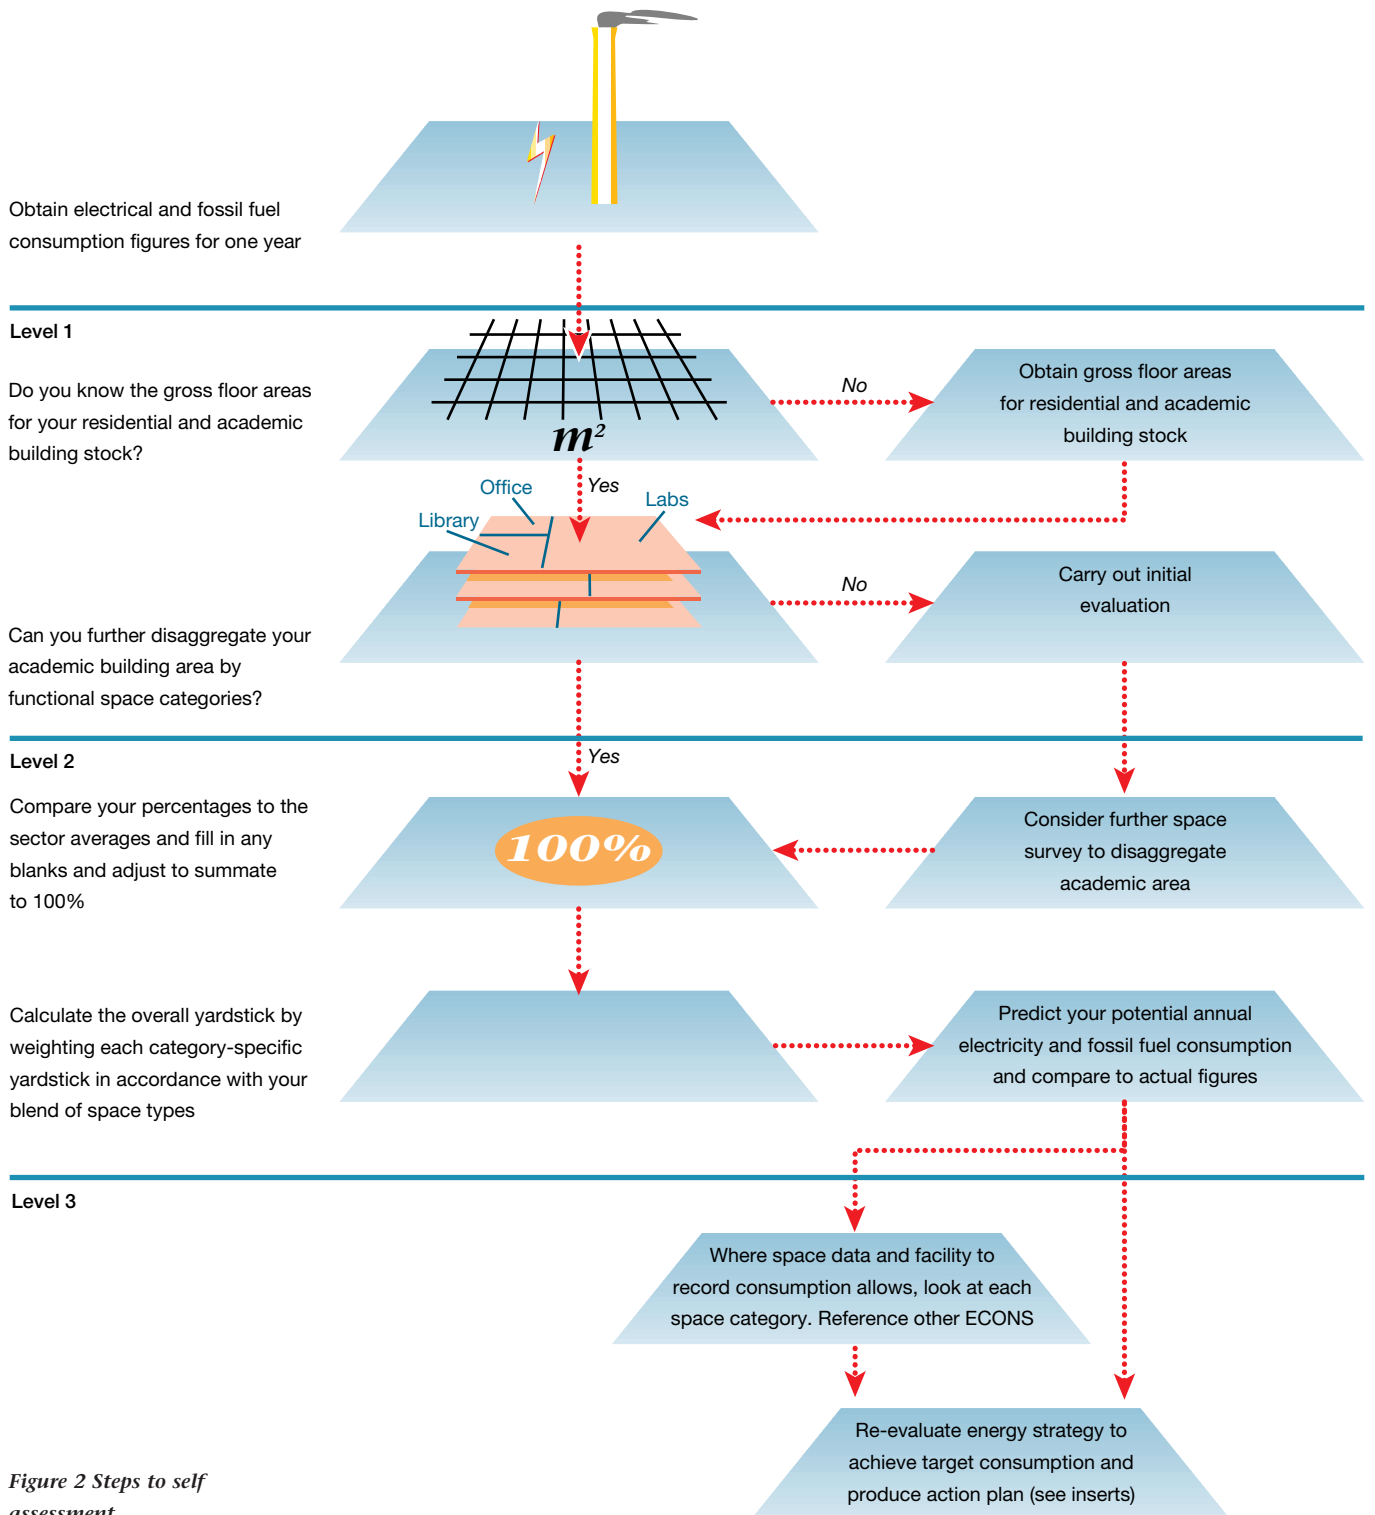 Obtain electrical and fossil fuel
consumption figures for one year
Level 1
Do you know the gross floor areas
for your residential and academic
building stock?
m²
No
Obtain gross floor areas
for residential and academic
building stock
Yes
Office
Library
Labs
Can you further disaggregate your
academic building area by
functional space categories?
No
Carry out initial
evaluation
Level 2
Yes
Compare your percentages to the
sector averages and fill in any
blanks and adjust to summate
to 100%
100%
Consider further space
survey to disaggregate
academic area
Calculate the overall yardstick by
weighting each category-specific
yardstick in accordance with your
blend of space types
Predict your potential annual
electricity and fossil fuel consumption
and compare to actual figures
Level 3
Where space data and facility to
record consumption allows, look at each
space category. Reference other ECONS
Re-evaluate energy strategy to
achieve target consumption and
produce action plan (see inserts)
Figure 2 Steps to self
assessment